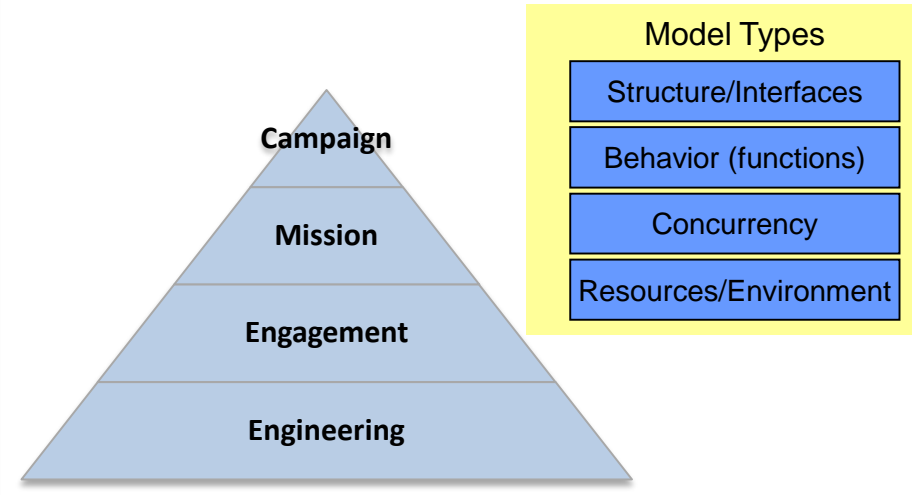 Model Types
Structure/Interfaces
Behavior (functions)
Concurrency
Resources/Environment
Campaign
Mission
Engagement
Engineering